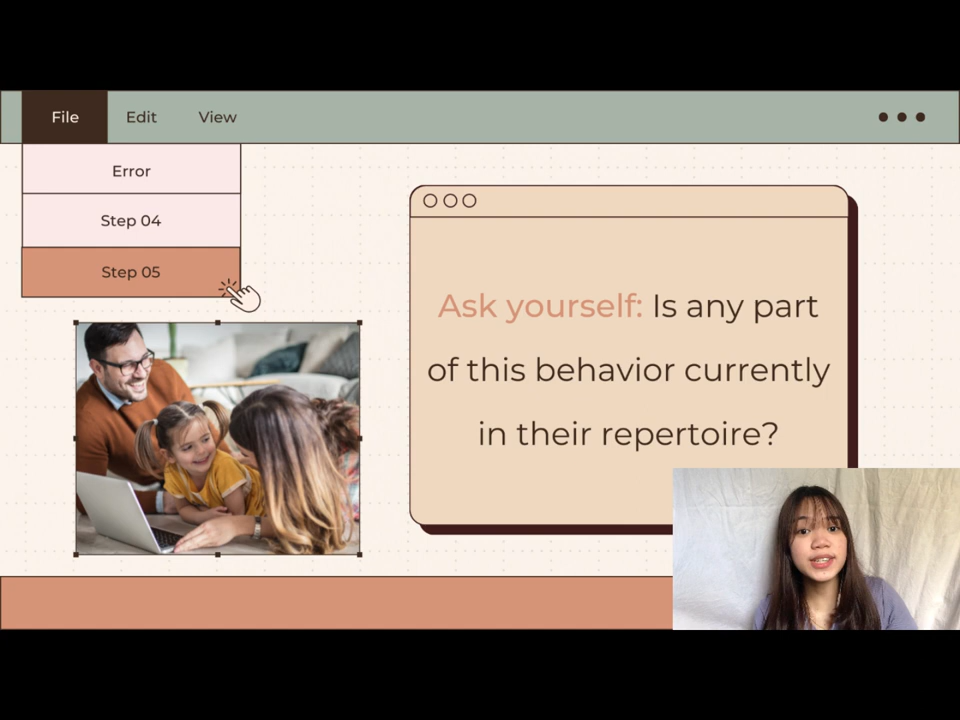 File Edit View
Error
Step 04
Step 05
Ask yourself: Is any part
of this behavior currently
in their repertoire?